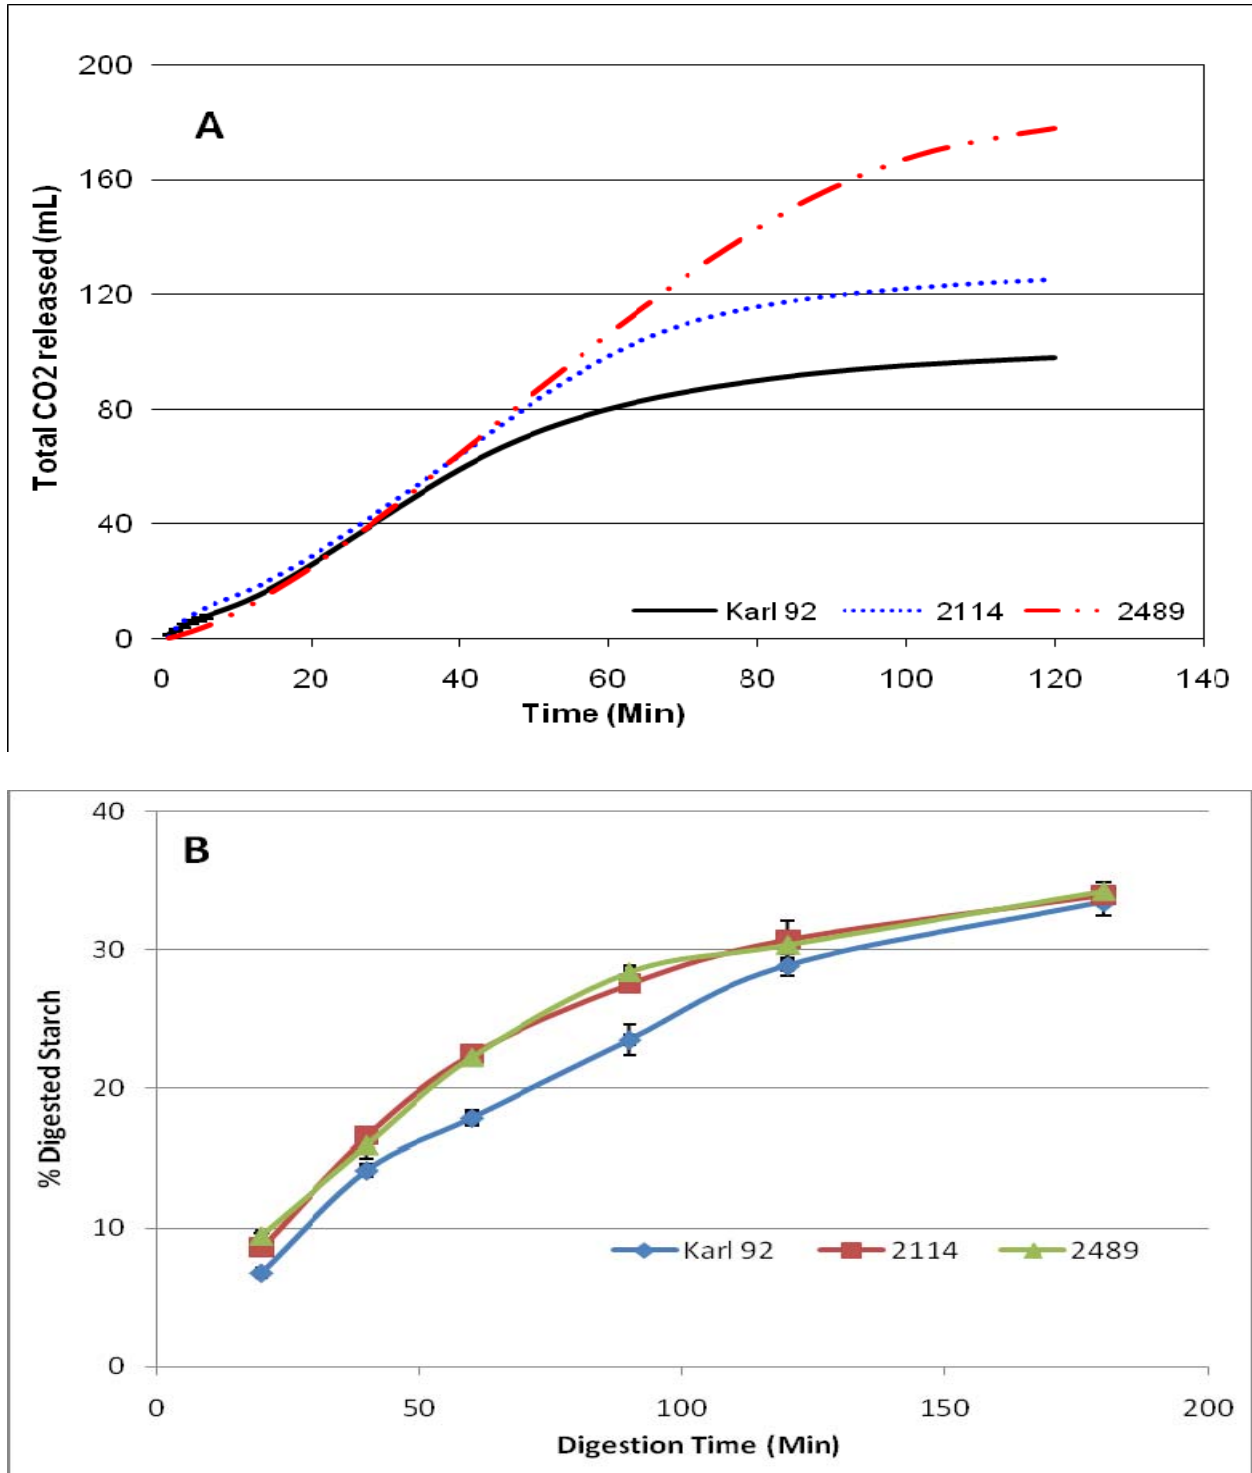 A
Total CO2 released (mL)
200
160
120
80
40
0
Karl 92 2114 2489
0 20 40 60 80 100 120 140
Time (Min)
B
% Digested Starch
40
30
20
10
0
Karl 92 2114 2489
0 50 100 150 200
Digestion Time (Min)